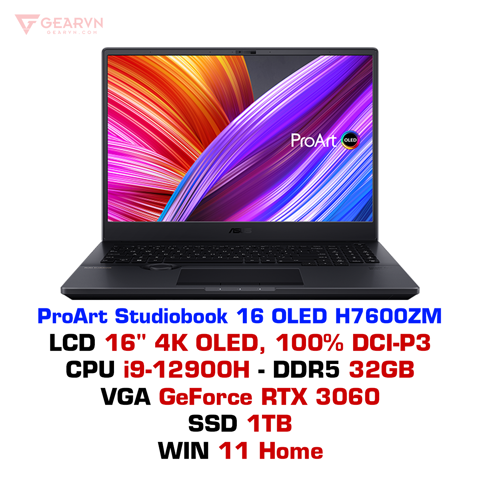 GEARVN
GEARVN.COM
ProArt OLED
ASUS
ProArt Studiobook 16 OLED H7600ZM
LCD 16" 4K OLED, 100% DCI-P3
CPU i9-12900H - DDR5 32GB
VGA GeForce RTX 3060
SSD 1TB
WIN 11 Home